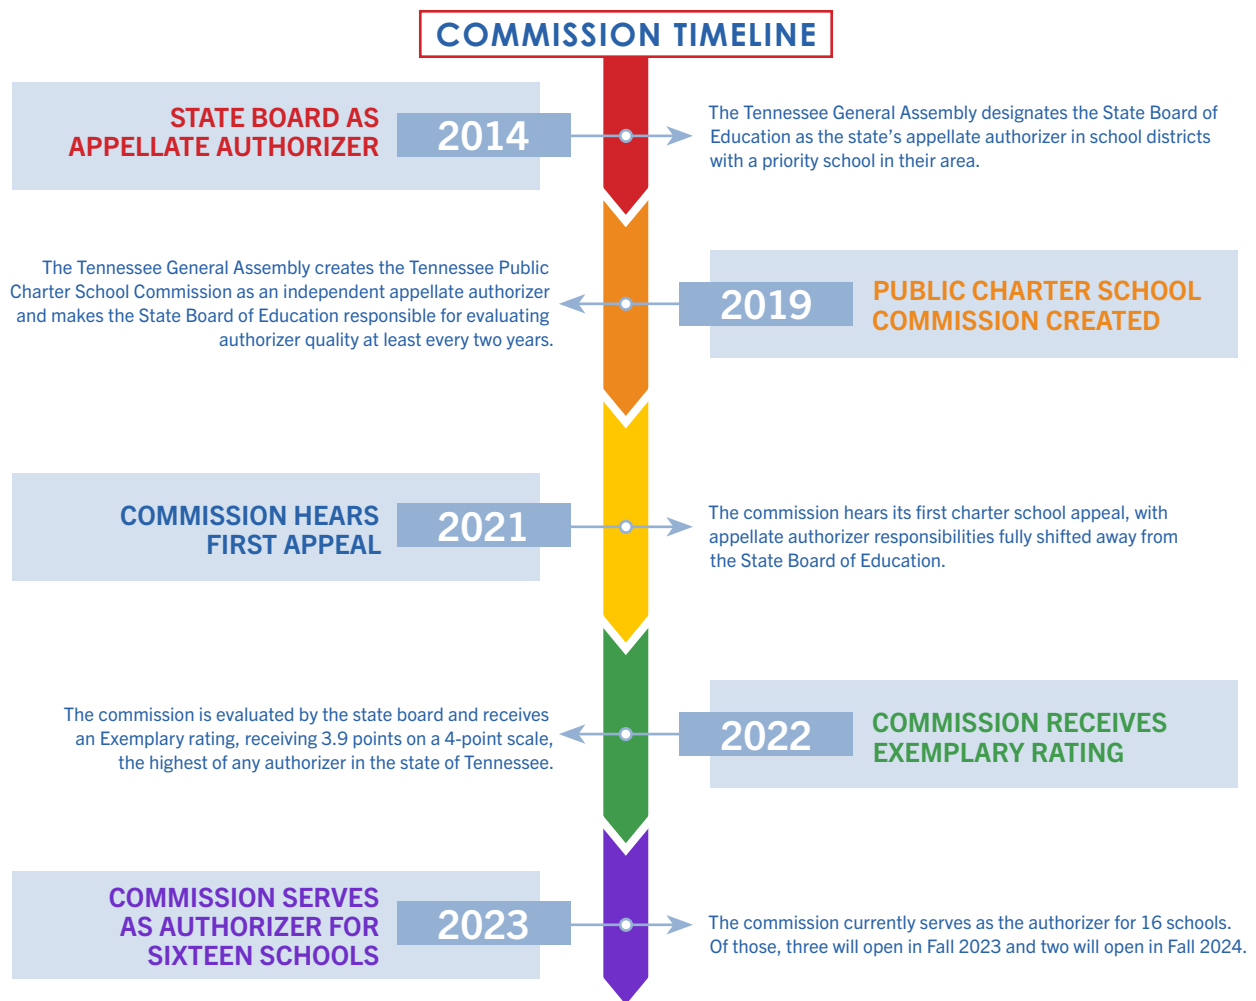 COMMISSION TIMELINE
STATE BOARD AS
APPELLATE AUTHORIZER
2014
The Tennessee General Assembly designates the State Board of
Education as the state’s appellate authorizer in school districts
with a priority school in their area.
The Tennessee General Assembly creates the Tennessee Public
Charter School Commission as an independent appellate authorizer
and makes the State Board of Education responsible for evaluating
authorizer quality at least every two years.
2019
PUBLIC CHARTER SCHOOL
COMMISSION CREATED
COMMISSION HEARS
FIRST APPEAL
2021
The commission hears its first charter school appeal, with
appellate authorizer responsibilities fully shifted away from
the State Board of Education.
The commission is evaluated by the state board and receives
an Exemplary rating, receiving 3.9 points on a 4-point scale,
the highest of any authorizer in the state of Tennessee.
2022
COMMISSION RECEIVES
EXEMPLARY RATING
COMMISSION SERVES
AS AUTHORIZER FOR
SIXTEEN SCHOOLS
2023
The commission currently serves as the authorizer for 16 schools.
Of those, three will open in Fall 2023 and two will open in Fall 2024.